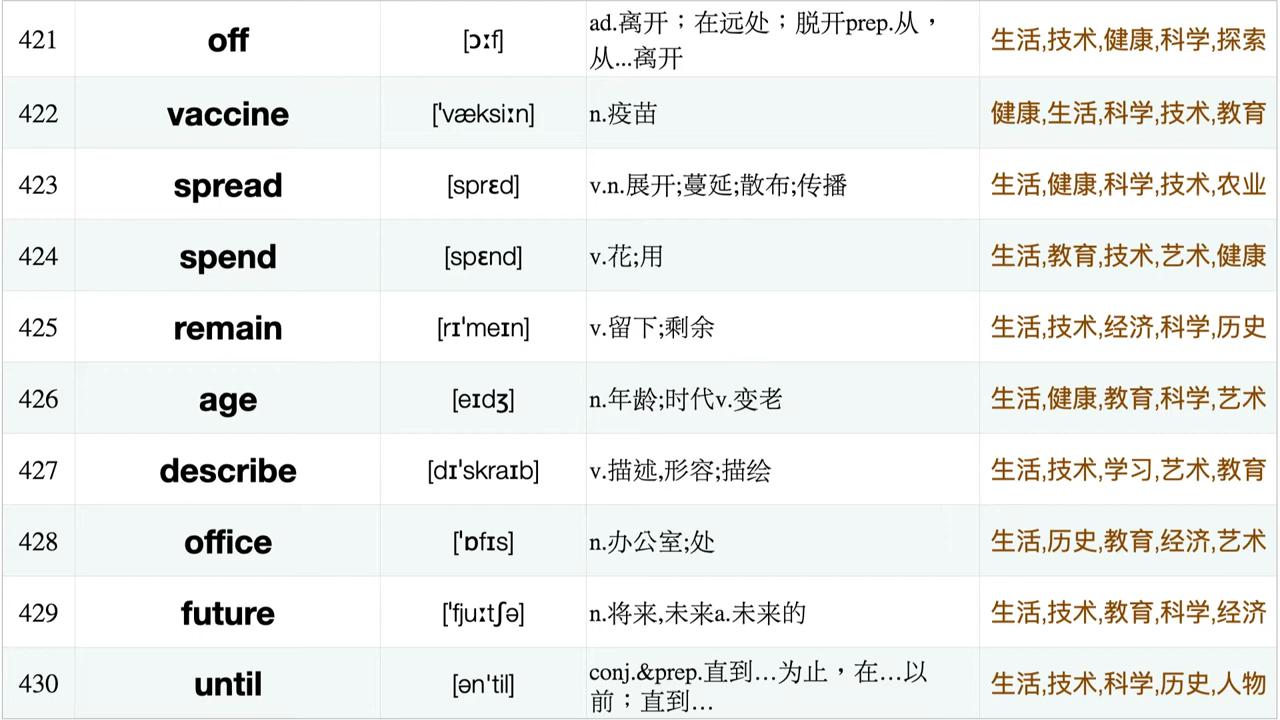 421 off [ɔːf] ad.离开；在远处；脱开prep.从，从...离开 生活,技术,健康,科学,探索
422 vaccine ['væksiːn] n.疫苗 健康,生活,科学,技术,教育
423 spread [sprɛd] v.n.展开;蔓延;散布;传播 生活,健康,科学,技术,农业
424 spend [spɛnd] v.花;用 生活,教育,技术,艺术,健康
425 remain [rɪ'meɪn] v.留下;剩余 生活,技术,经济,科学,历史
426 age [eɪdʒ] n.年龄;时代v.变老 生活,健康,教育,科学,艺术
427 describe [dɪ'skraɪb] v.描述,形容;描绘 生活,技术,学习,艺术,教育
428 office ['ɒfɪs] n.办公室;处 生活,历史,教育,经济,艺术
429 future ['fjuːtʃə] n.将来,未来a.未来的 生活,技术,教育,科学,经济
430 until [ən'til] conj.&prep.直到…为止，在…以前；直到… 生活,技术,科学,历史,人物